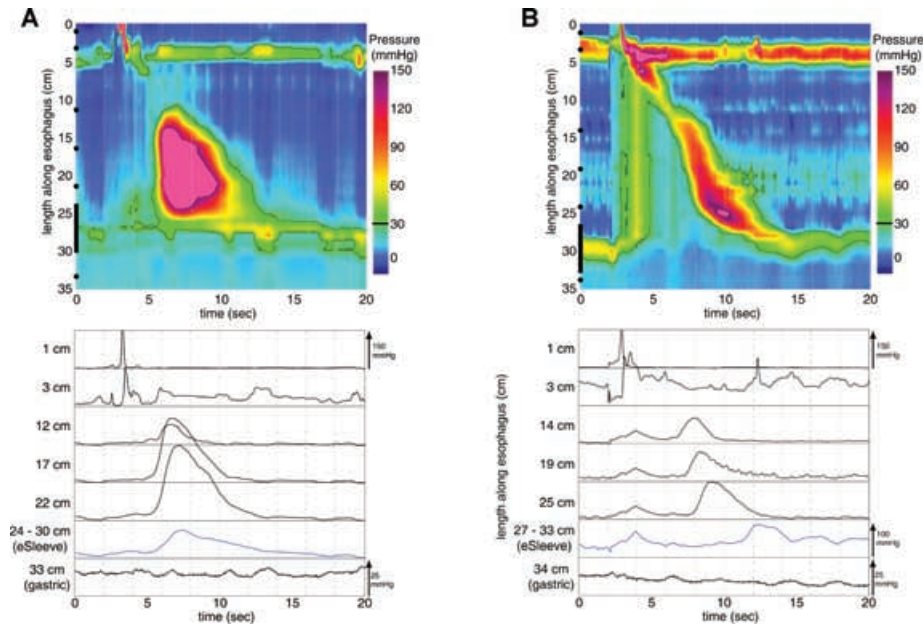 A
0
5
10
15
20
25
30
35
length along esophagus (cm)
0
5
10
15
20
time (sec)
Pressure
(mmHg)
150
120
90
60
30
0
1 cm
3 cm
12 cm
17 cm
22 cm
24 - 30 cm
(eSleeve)
33 cm
(gastric)
mmHg
25
mmHg
0
5
10
15
20
time (sec)
B
0
5
10
15
20
25
30
35
length along esophagus (cm)
0
5
10
15
20
time (sec)
Pressure
(mmHg)
150
120
90
60
30
0
length along esophagus (cm)
1 cm
3 cm
14 cm
19 cm
25 cm
27 - 33 cm
(eSleeve)
34 cm
(gastric)
150
mmHg
100
mmHg
25
mmHg
0
5
10
15
20
time (sec)